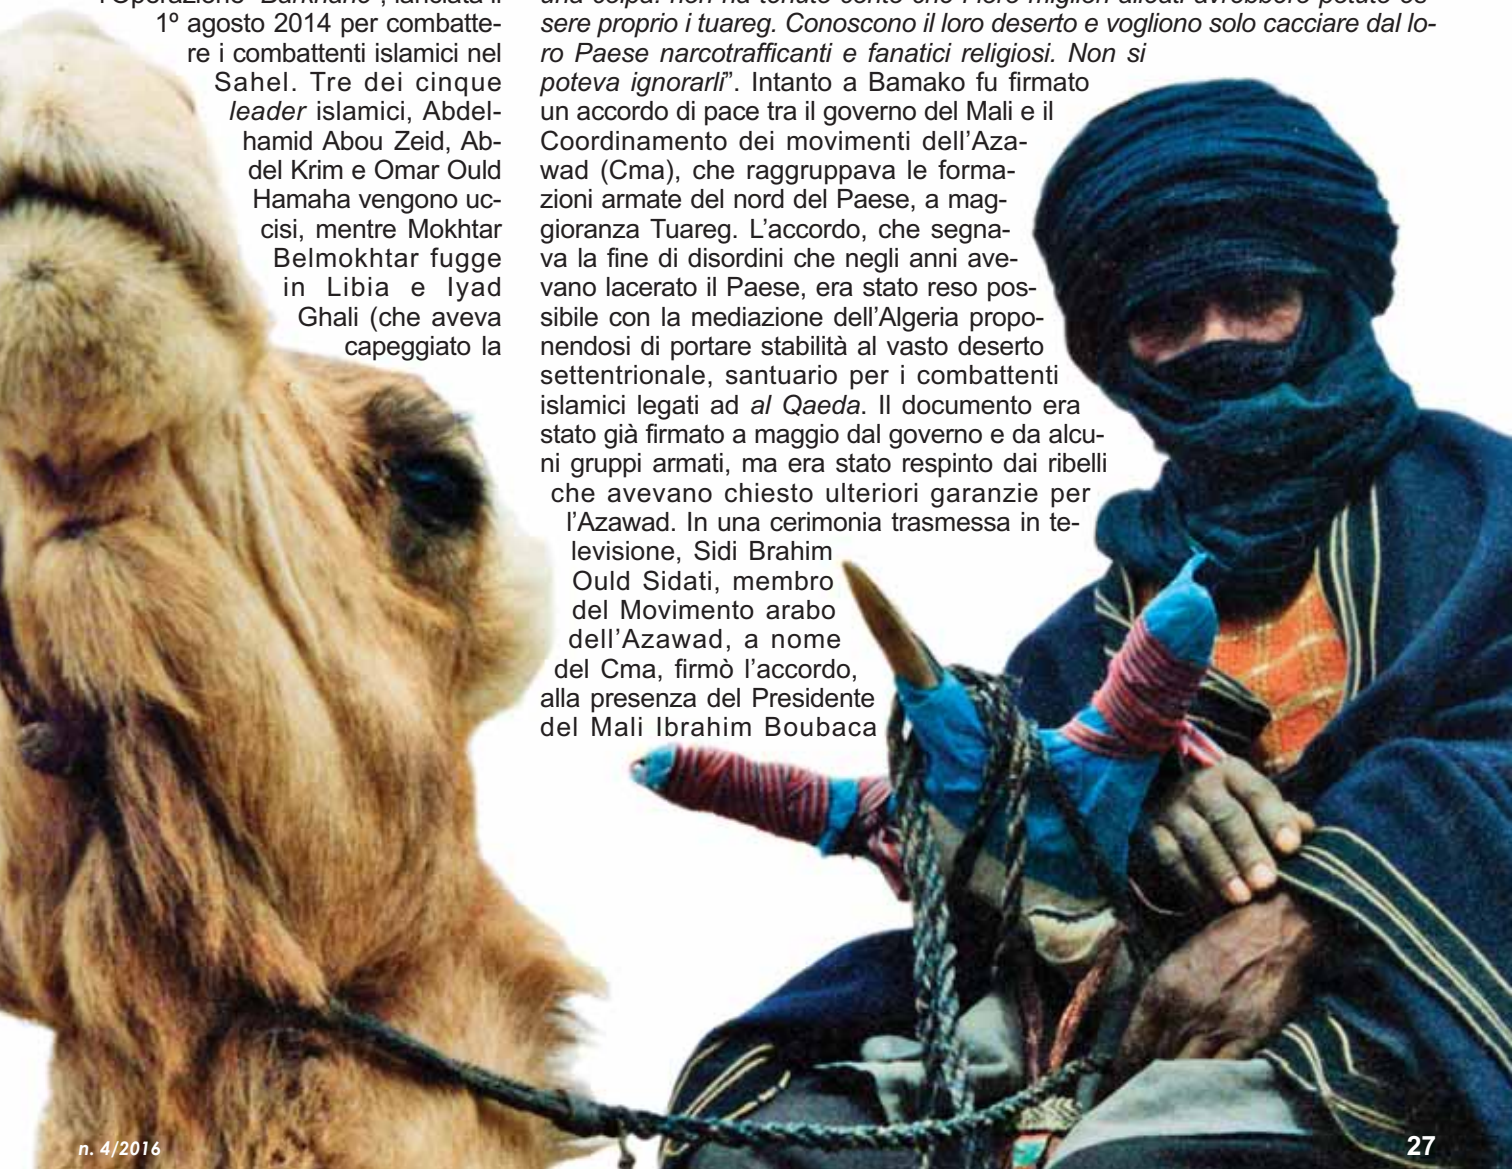 1º agosto 2014 per combatte-
re i combattenti islamici nel
Sahel. Tre dei cinque
leader islamici, Abdel-
hamid Abou Zeid, Ab-
del Krim e Omar Ould
Hamaha vengono uc-
cisi, mentre Mokhtar
Belmokhtar fugge
in Libia e Iyad
Ghali (che aveva
capeggiato la
sere proprio i tuareg. Conoscono il loro deserto e vogliono solo cacciare dal lo-
ro Paese narcotrafficanti e fanatici religiosi. Non si
poteva ignorarli”. Intanto a Bamako fu firmato
un accordo di pace tra il governo del Mali e il
Coordinamento dei movimenti dell’Aza-
wad (Cma), che raggruppava le forma-
zioni armate del nord del Paese, a mag-
gioranza Tuareg. L’accordo, che segna-
va la fine di disordini che negli anni ave-
vano lacerato il Paese, era stato reso pos-
sibile con la mediazione dell’Algeria propo-
nendosi di portare stabilità al vasto deserto
settentrionale, santuario per i combattenti
islamici legati ad al Qaeda. Il documento era
stato già firmato a maggio dal governo e da alcu-
ni gruppi armati, ma era stato respinto dai ribelli
che avevano chiesto ulteriori garanzie per
l’Azawad. In una cerimonia trasmessa in te-
levisione, Sidi Brahim
Ould Sidati, membro
del Movimento arabo
dell’Azawad, a nome
del Cma, firmò l’accordo,
alla presenza del Presidente
del Mali Ibrahim Boubaca
n. 4/2016
27